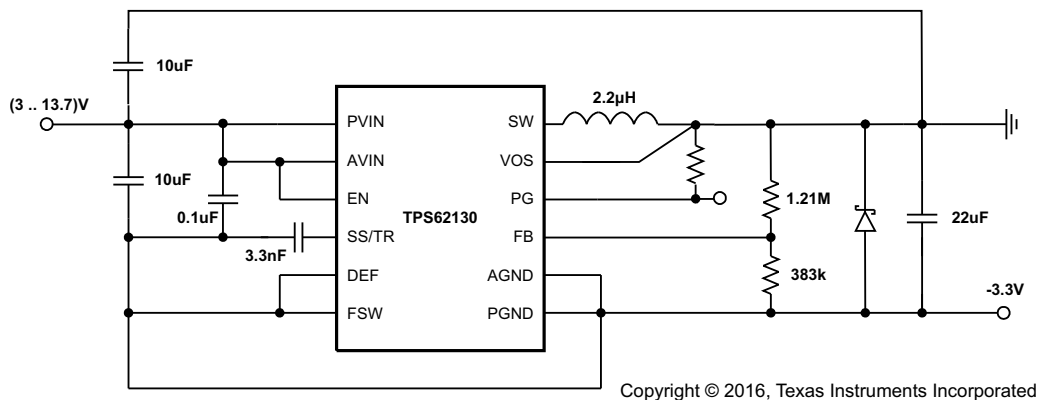 10uF
(3 .. 13.7)V
2.2µH
PVIN
SW
AVIN
VOS
10uF
EN
PG
1.21M
0.1uF
TPS62130
22uF
SS/TR
FB
3.3nF
DEF
AGND
383k
-3.3V
FSW
PGND
Copyright © 2016, Texas Instruments Incorporated